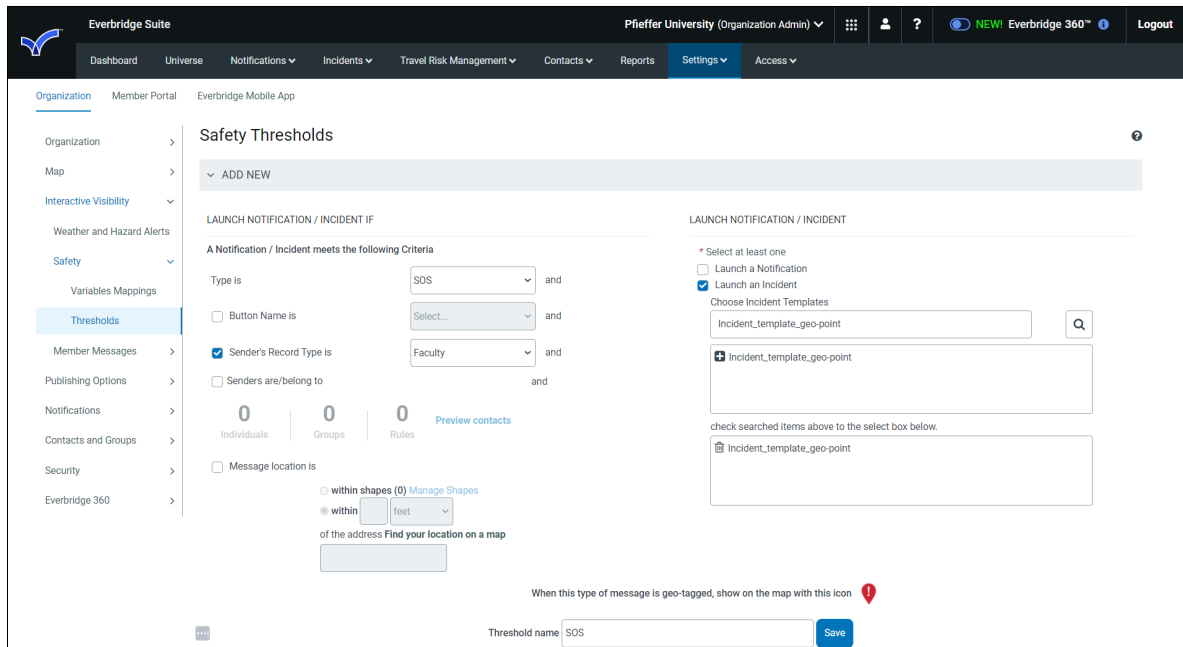 Everbridge Suite
Pfieffer University (Organization Admin)
?
NEW! Everbridge 360™
Logout
Dashboard
Universe
Notifications
Incidents
Travel Risk Management
Contacts
Reports
Settings
Access
Organization
Member Portal
Everbridge Mobile App
Organization
Map
Interactive Visibility
Weather and Hazard Alerts
Safety
Variables Mappings
Thresholds
Member Messages
Publishing Options
Notifications
Contacts and Groups
Security
Everbridge 360
Safety Thresholds
ADD NEW
LAUNCH NOTIFICATION / INCIDENT IF
A Notification / Incident meets the following Criteria
Type is SOS and
Button Name is Select... and
Sender's Record Type is Faculty and
Senders are/belong to and
0 0 0
Individuals Groups Rules Preview contacts
Message location is
within shapes (0) Manage Shapes
within feet
of the address Find your location on a map
LAUNCH NOTIFICATION / INCIDENT
* Select at least one
Launch a Notification
Launch an Incident
Choose Incident Templates
Incident_template_geo-point
Incident_template_geo-point
check searched items above to the select box below.
Incident_template_geo-point
When this type of message is geo-tagged, show on the map with this icon
Threshold name SOS Save